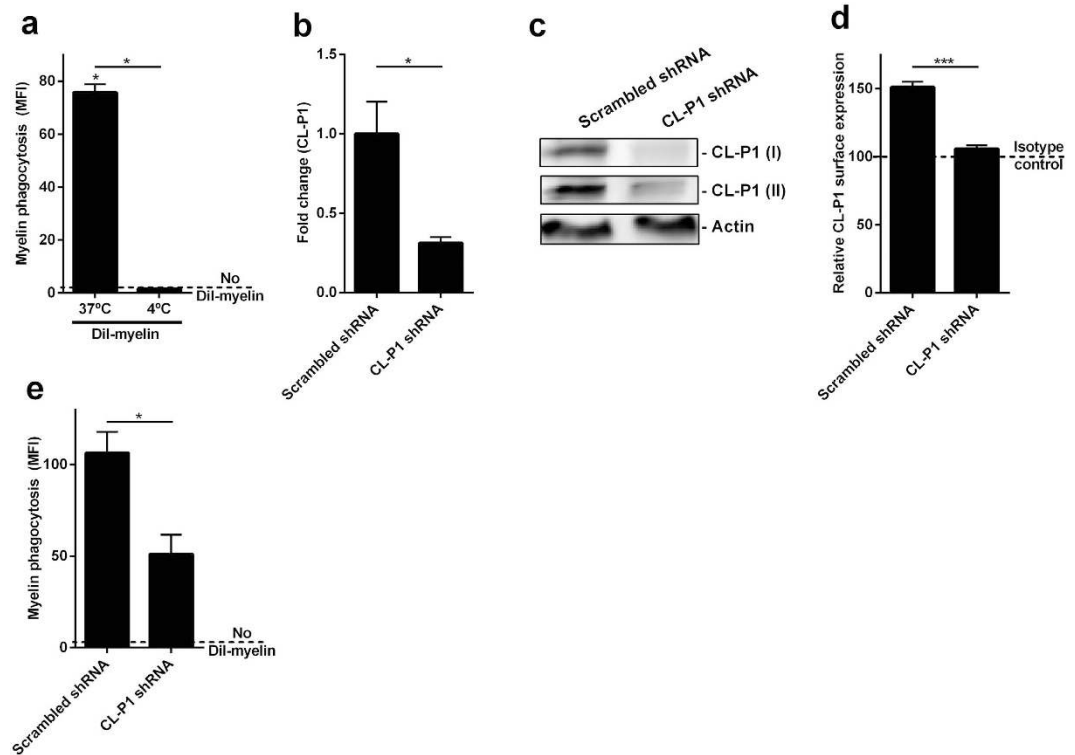 a
Myelin phagocytosis (MFI)
80
60
40
20
0
*
*
37ºC
4ºC
DiI-myelin
No
DiI-myelin
b
Fold change (CL-P1)
1.5
1.0
0.5
0.0
*
Scrambled shRNA
CL-P1 shRNA
c
Scrambled shRNA
CL-P1 shRNA
- CL-P1 (I)
- CL-P1 (II)
- Actin
d
Relative CL-P1 surface expression
150
100
50
0
***
Isotype
control
Scrambled shRNA
CL-P1 shRNA
e
Myelin phagocytosis (MFI)
100
50
0
*
No
DiI-myelin
Scrambled shRNA
CL-P1 shRNA